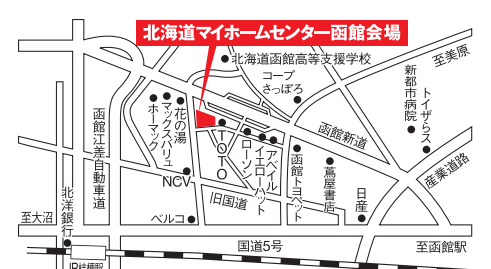 北海道マイホームセンター函館会場
北海道函館高等支援学校
至美原
コープ
さっぽろ
新都市病院
トイザらス
函館江差自動車道
ホーマック
マックスバリュ
花の湯
TOTO
ローソン
イエローハット
アベイル
函館トヨペット
函館新道
蔦屋書店
日産
産業道路
NCV
旧国道
ベルコ
北洋銀行
至大沼
国道5号
至函館駅
JR桔梗駅